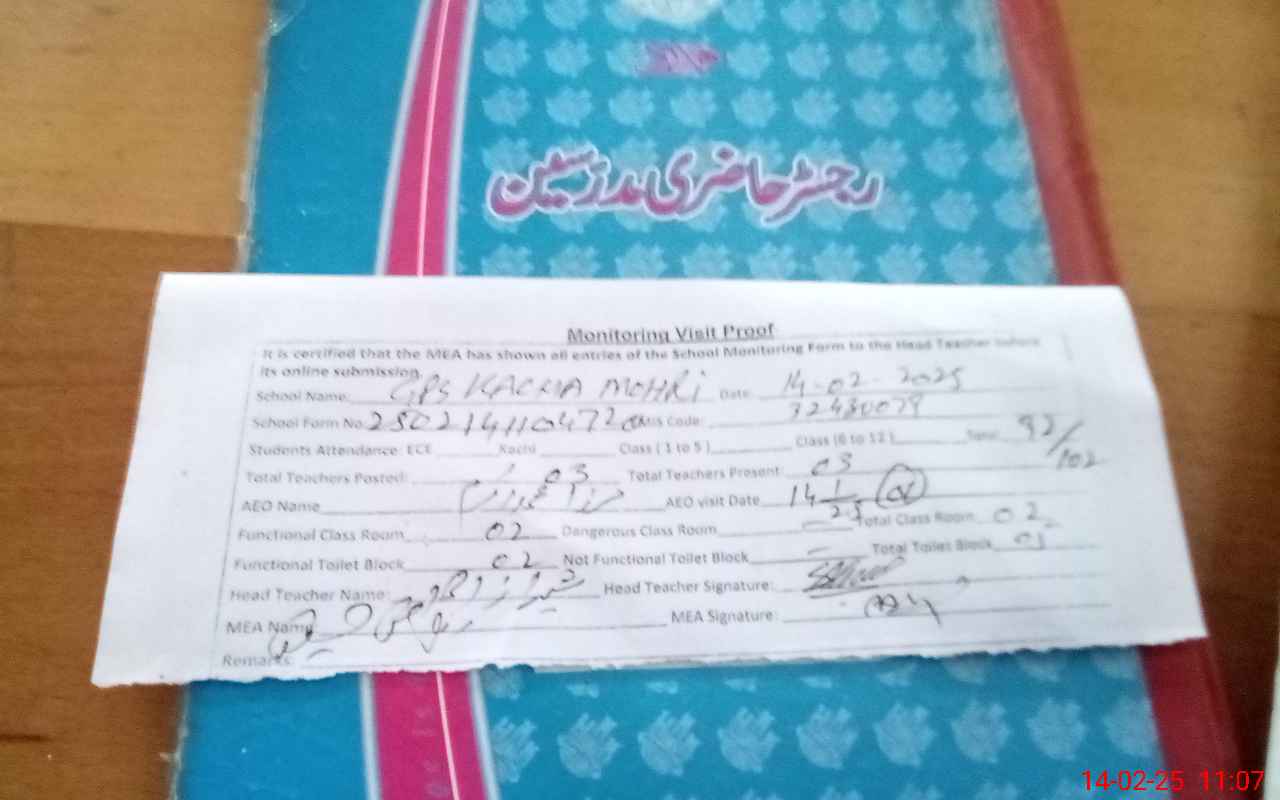 رجسٹر حاضری مدرسین
Monitoring Visit Proof
It is certified that the MEA has shown all entries of the School Monitoring Form to the Head Teacher before
its online submission.
School Name: GPS KACHA MOHRi Date: 14-02-2025
School Form No. EMIS Code: 32430079
Students Attendance: ECE Kachi Class (1 to 5) Class (6 to 12) Total 92/102
Total Teachers Posted: 03 Total Teachers Present: 03
AEO Name AEO visit Date 14
Functional Class Room 02 Dangerous Class Room — Total Class Room 02
Functional Toilet Block 02 Not Functional Toilet Block — Total Toilet Block
Head Teacher Name: Head Teacher Signature:
MEA Name MEA Signature:
Remarks:
14-02-25 11:07